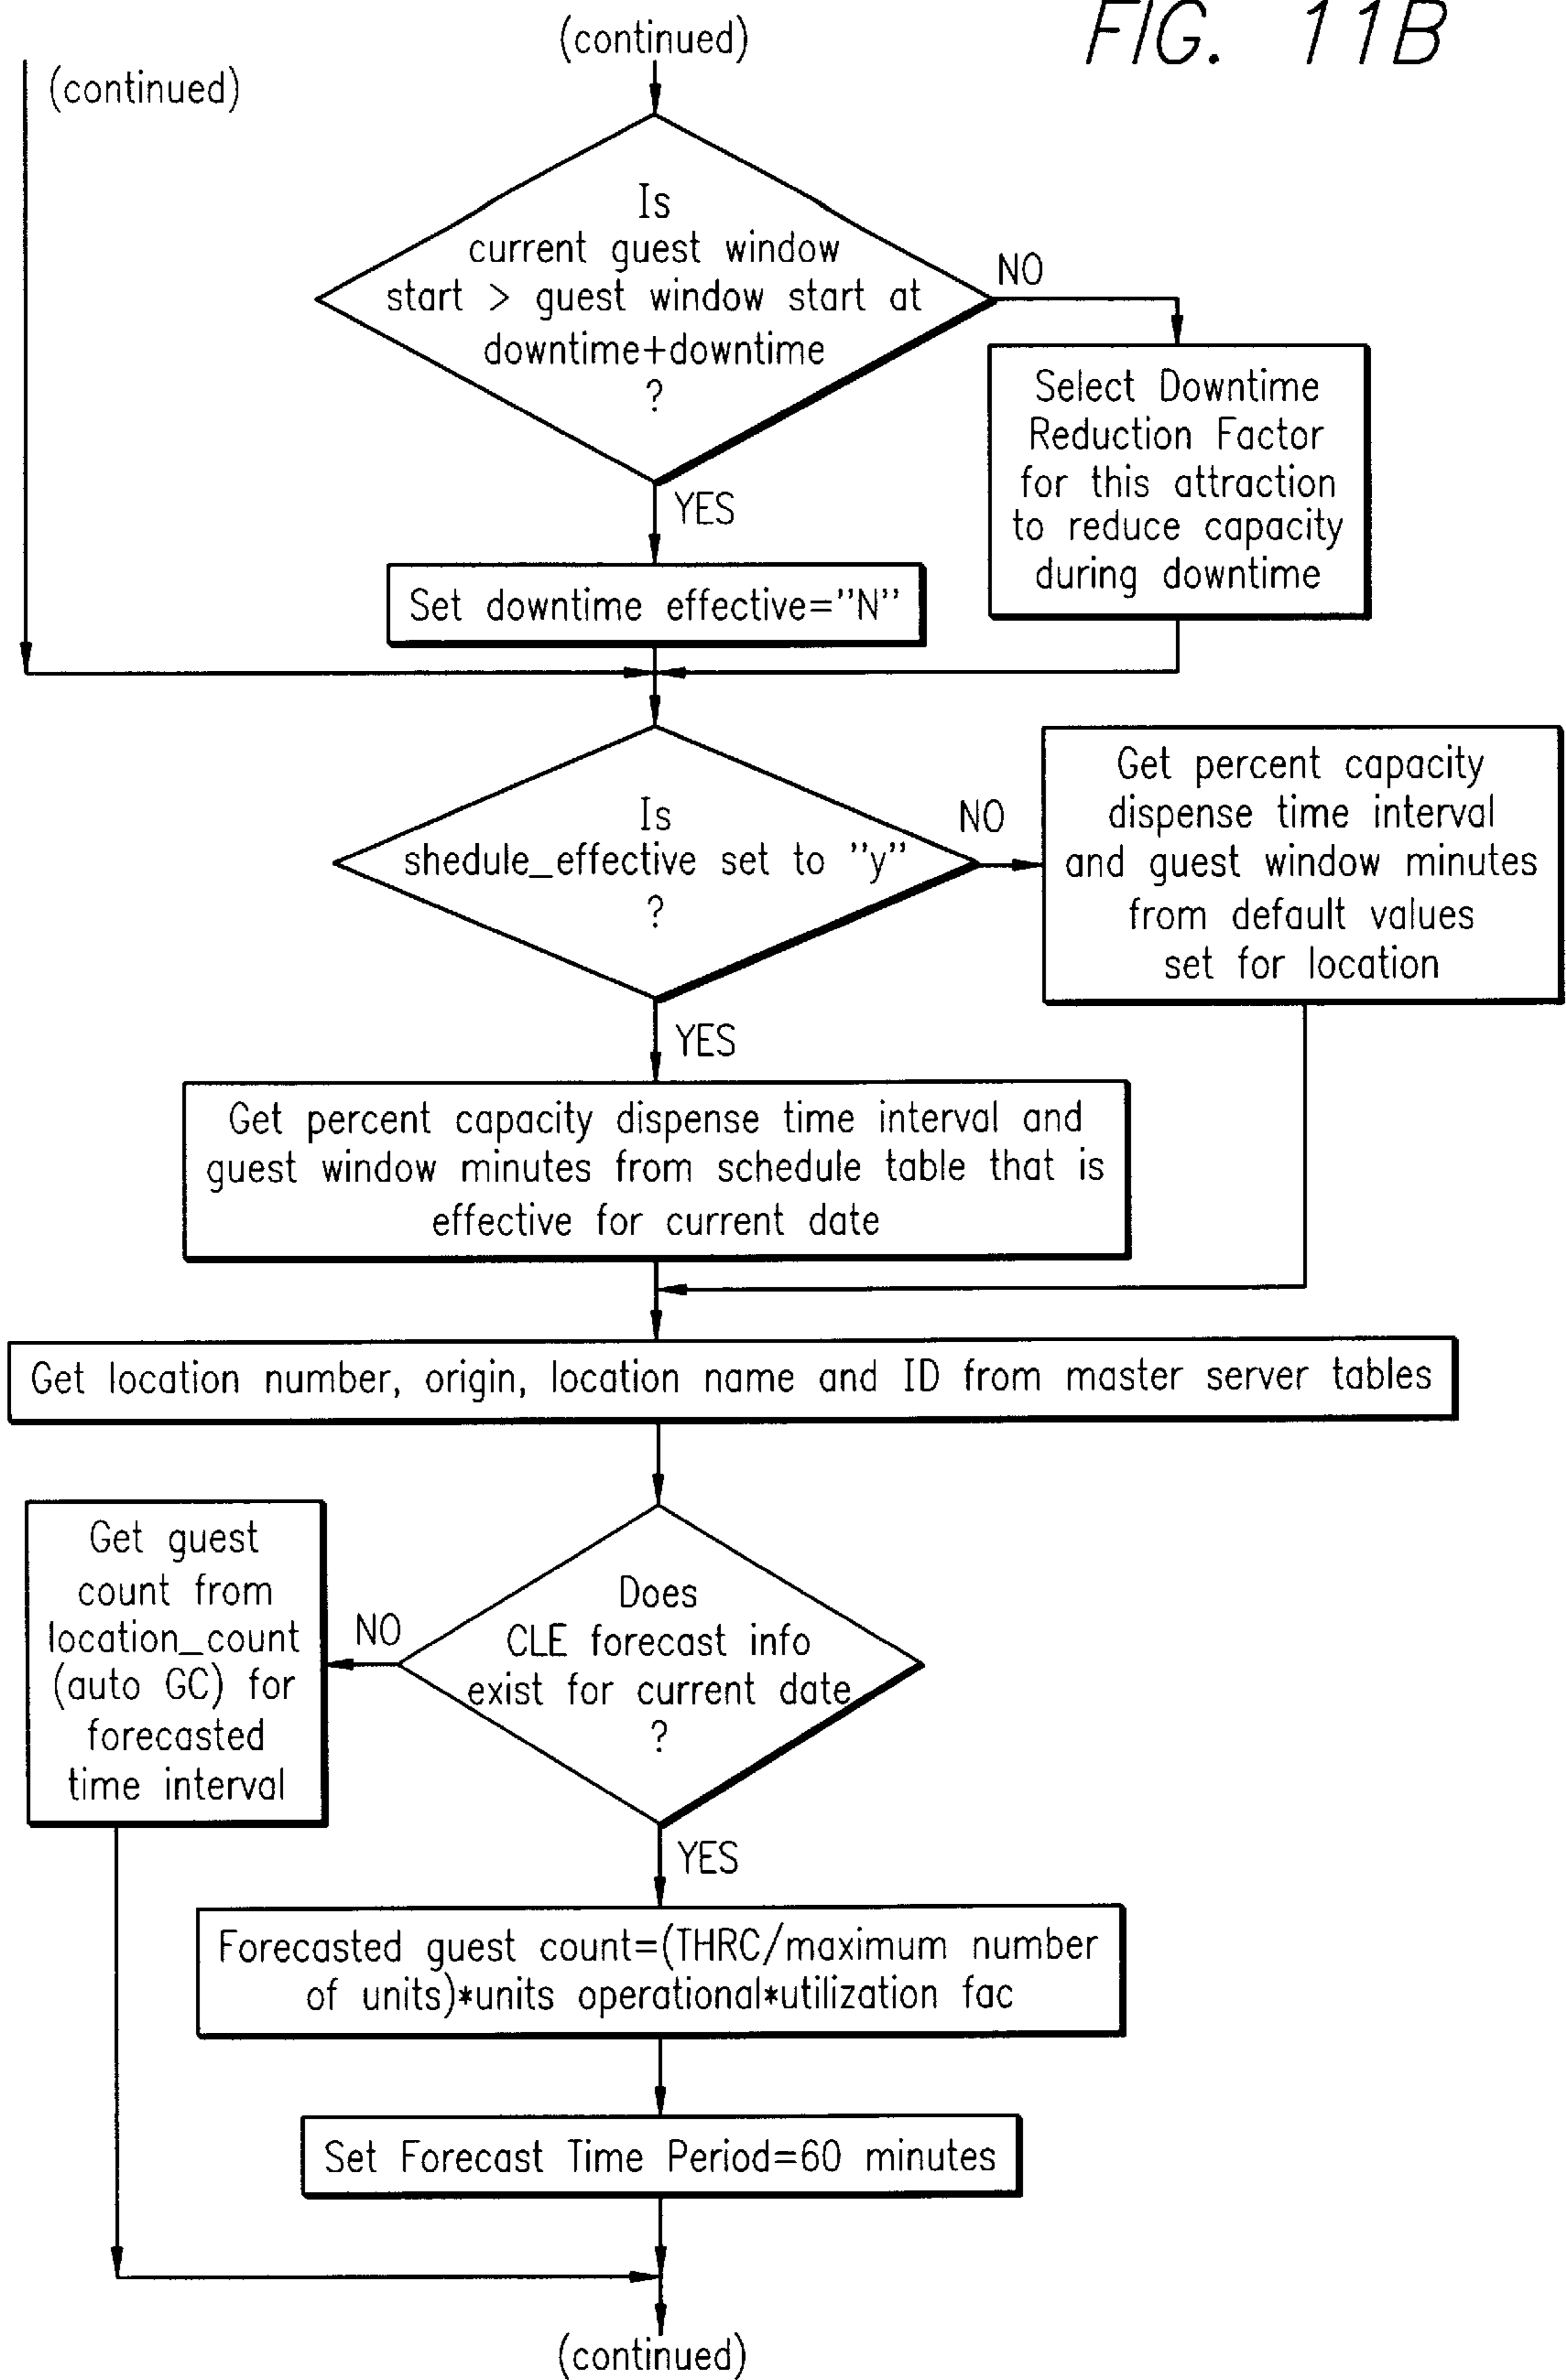 FIG. 11B
(continued)
(continued)
Is
current guest window
start > guest window start at
downtime+downtime
?
NO
Select Downtime
Reduction Factor
for this attraction
to reduce capacity
during downtime
YES
Set downtime effective="N"
Is
shedule_effective set to "y"
?
NO
Get percent capacity
dispense time interval
and guest window minutes
from default values
set for location
YES
Get percent capacity dispense time interval and
guest window minutes from schedule table that is
effective for current date
Get location number, origin, location name and ID from master server tables
Does
CLE forecast info
exist for current date
?
NO
Get guest
count from
location_count
(auto GC) for
forecasted
time interval
YES
Forecasted guest count=(THRC/maximum number
of units)*units operational*utilization fac
Set Forecast Time Period=60 minutes
(continued)